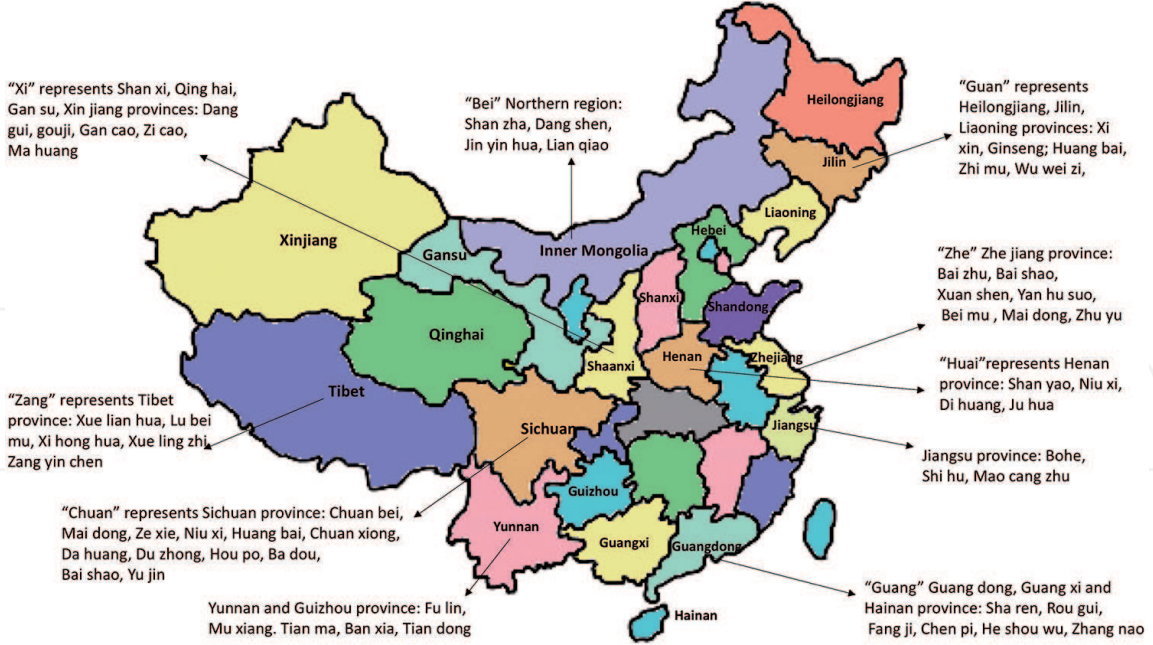 “Xi” represents Shan xi, Qing hai,
Gan su, Xin jiang provinces: Dang
gui, gouji, Gan cao, Zi cao,
Ma huang
“Bei” Northern region:
Shan zha, Dang shen,
Jin yin hua, Lian qiao
“Guan” represents
Heilongjiang, Jilin,
Liaoning provinces: Xi
xin, Ginseng; Huang bai,
Zhi mu, Wu wei zi,
Heilongjiang
Jilin
Liaoning
Hebei
Xinjiang
Gansu
Inner Mongolia
Shanxi
Shandong
Qinghai
Shaanxi
Henan
Zhejiang
“Zhe” Zhe jiang province:
Bai zhu, Bai shao,
Xuan shen, Yan hu suo,
Bei mu , Mai dong, Zhu yu
“Huai”represents Henan
province: Shan yao, Niu xi,
Di huang, Ju hua
Tibet
Sichuan
Jiangsu
“Zang” represents Tibet
province: Xue lian hua, Lu bei
mu, Xi hong hua, Xue ling zhi,
Zang yin chen
Jiangsu province: Bohe,
Shi hu, Mao cang zhu
Guizhou
Yunnan
Guangxi
Guangdong
Hainan
“Chuan” represents Sichuan province: Chuan bei,
Mai dong, Ze xie, Niu xi, Huang bai, Chuan xiong,
Da huang, Du zhong, Hou po, Ba dou,
Bai shao, Yu jin
Yunnan and Guizhou province: Fu lin,
Mu xiang. Tian ma, Ban xia, Tian dong
“Guang” Guang dong, Guang xi and
Hainan province: Sha ren, Rou gui,
Fang ji, Chen pi, He shou wu, Zhang nao